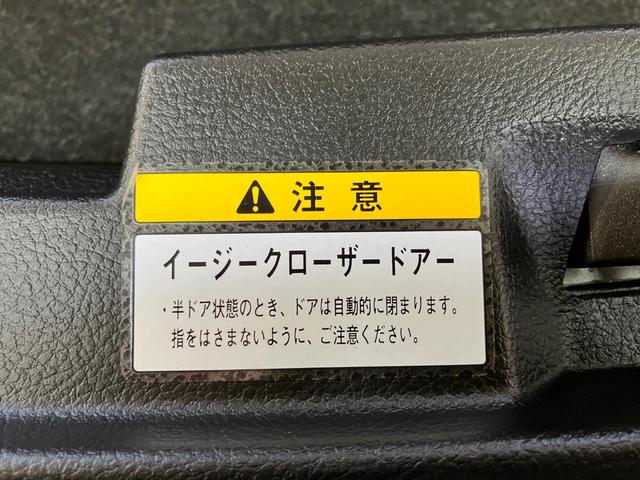 ⚠注意
イージークローザードアー
・半ドア状態のとき、ドアは自動的に閉まります。
指をはさまないように、ご注意ください。